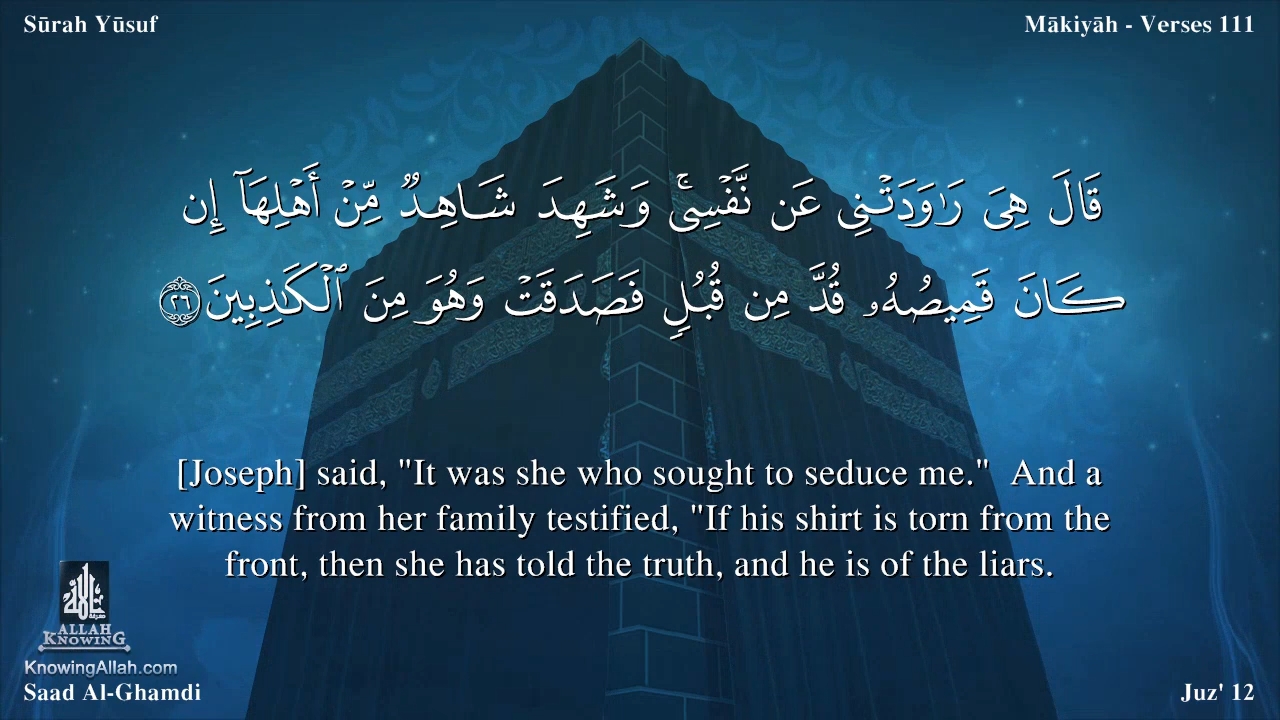 Sūrah Yūsuf
Mākiyāh - Verses 111
قَالَ هِىَ رَٰوَدَتْنِى عَن نَّفْسِى ۚ وَشَهِدَ شَاهِدٌ مِّنْ أَهْلِهَآ إِن
كَانَ قَمِيصُهُۥ قُدَّ مِن قُبُلٍ فَصَدَقَتْ وَهُوَ مِنَ ٱلْكَٰذِبِينَ ٢٦
[Joseph] said, "It was she who sought to seduce me."  And a
witness from her family testified, "If his shirt is torn from the
front, then she has told the truth, and he is of the liars.
ALLAH
KNOWING
KnowingAllah.com
Saad Al-Ghamdi
Juz' 12